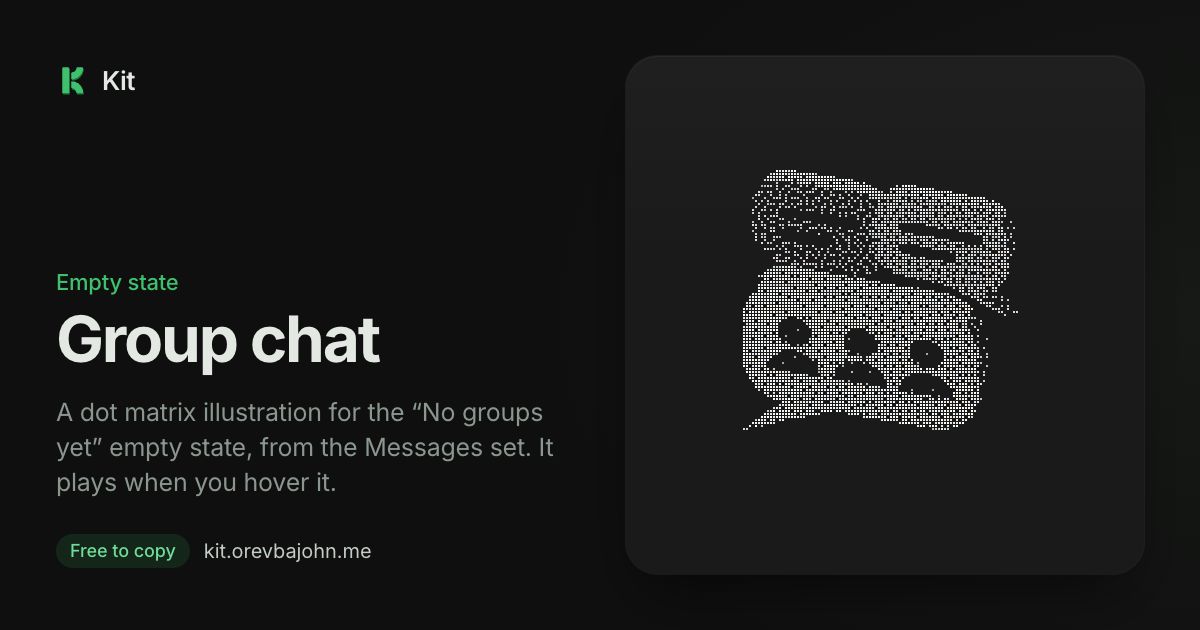 Kit
Empty state
Group chat
A dot matrix illustration for the “No groups
yet” empty state, from the Messages set. It
plays when you hover it.
Free to copy
kit.orevbajohn.me